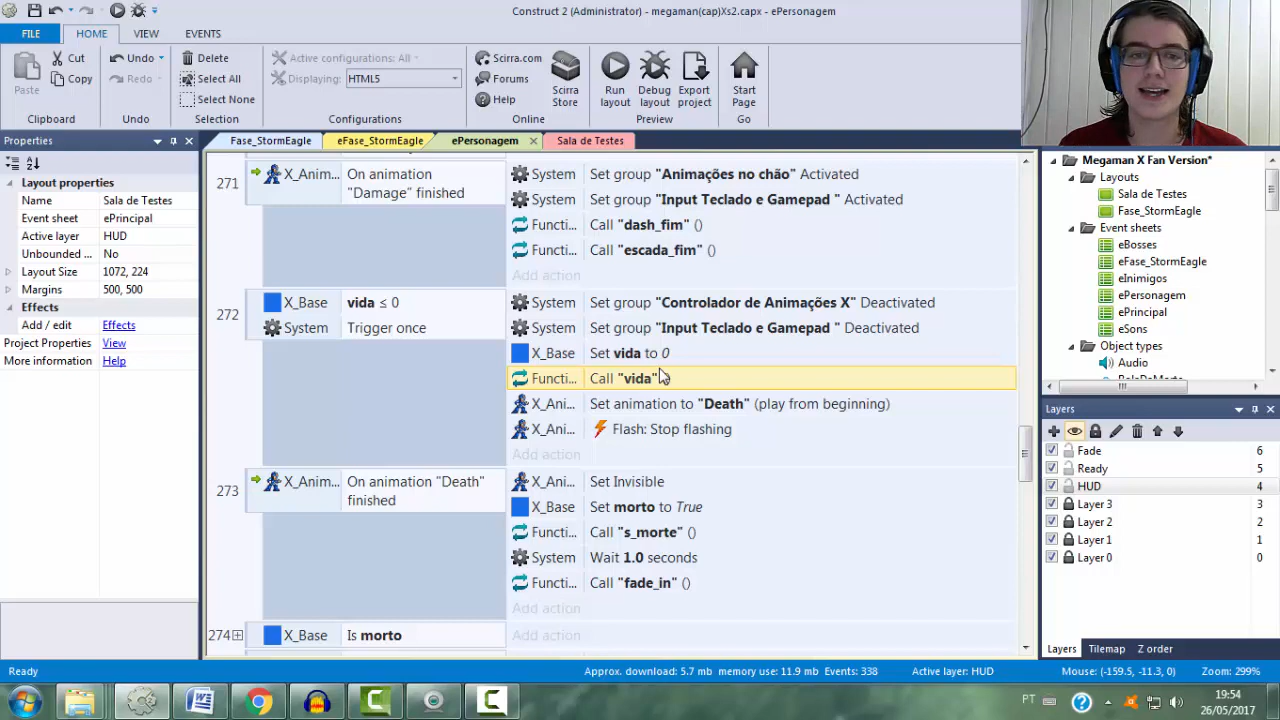 Construct 2 (Administrator) - megaman(cap)Xs2.capx - ePersonagem
FILE HOME VIEW EVENTS
Paste
Cut
Copy
Clipboard
Undo
Redo
Undo
Delete
Select All
Select None
Selection
Active configurations: All
Displaying: HTML5
Configurations
Scirra.com
Forums
Help
Scirra Store
Online
Run layout
Debug layout
Export project
Preview
Start Page
Go
Properties
Layout properties
Name Sala de Testes
Event sheet ePrincipal
Active layer HUD
Unbounded ... No
Layout Size 1072, 224
Margins 500, 500
Effects
Add / edit Effects
Project Properties View
More information Help
Fase_StormEagle eFase_StormEagle ePersonagem Sala de Testes
271 X_Anim... On animation "Damage" finished
System Set group "Animações no chão" Activated
System Set group "Input Teclado e Gamepad " Activated
Functi... Call "dash_fim" ()
Functi... Call "escada_fim" ()
Add action
272 X_Base vida ≤ 0
System Trigger once
System Set group "Controlador de Animações X" Deactivated
System Set group "Input Teclado e Gamepad " Deactivated
X_Base Set vida to 0
Functi... Call "vida"
X_Ani... Set animation to "Death" (play from beginning)
X_Ani... Flash: Stop flashing
Add action
273 X_Anim... On animation "Death" finished
X_Ani... Set Invisible
X_Base Set morto to True
Functi... Call "s_morte" ()
System Wait 1.0 seconds
Functi... Call "fade_in" ()
Add action
274 X_Base Is morto
Add action
Megaman X Fan Version*
Layouts
Sala de Testes
Fase_StormEagle
Event sheets
eBosses
eFase_StormEagle
eInimigos
ePersonagem
ePrincipal
eSons
Object types
Audio
Layers
Fade 6
Ready 5
HUD 4
Layer 3 3
Layer 2 2
Layer 1 1
Layer 0 0
Layers Tilemap Z order
Ready
Approx. download: 5.7 mb memory use: 11.9 mb Events: 338 Active layer: HUD Mouse: (-159.5, -11.3, 0) Zoom: 299%
PT
19:54
26/05/2017